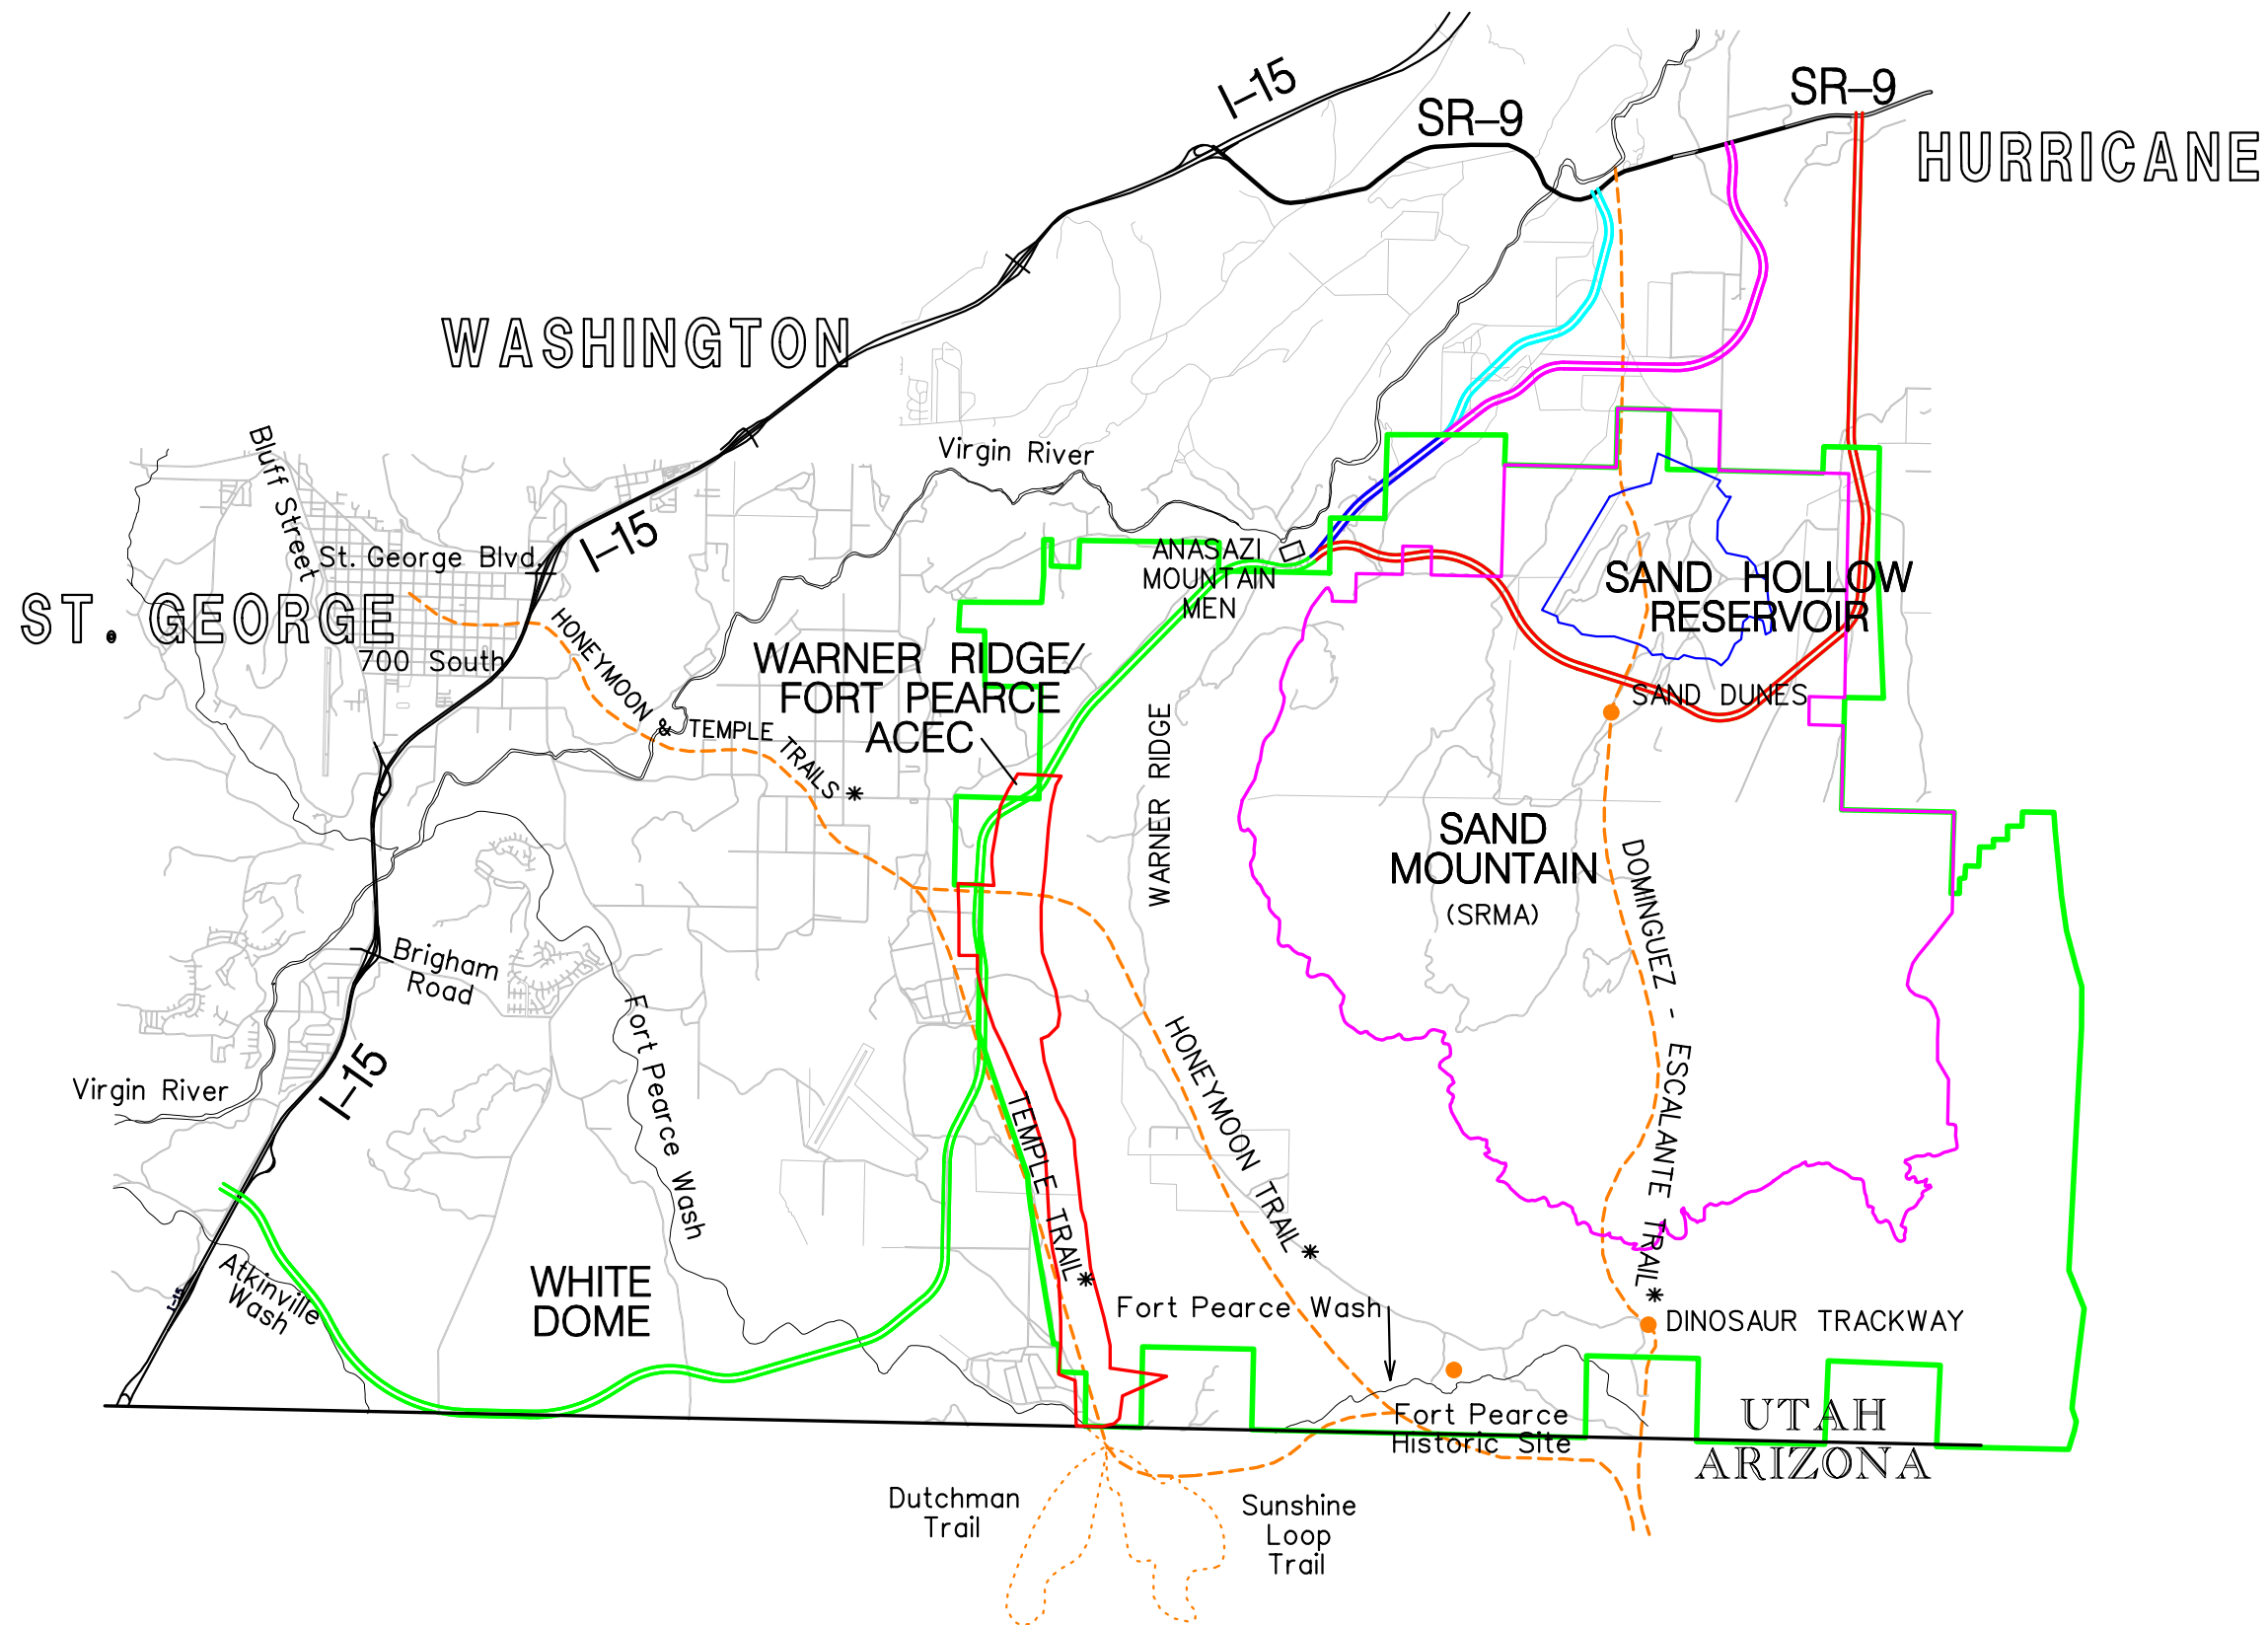 I-15
SR-9
SR-9
HURRICANE
WASHINGTON
Bluff Street
Virgin River
St. George Blvd.
I-15
ST. GEORGE
700 South
HONEYMOON & TEMPLE TRAILS *
ANASAZI
MOUNTAIN
MEN
SAND HOLLOW
RESERVOIR
WARNER RIDGE/
FORT PEARCE
ACEC
SAND DUNES
WARNER RIDGE
SAND
MOUNTAIN
(SRMA)
DOMINGUEZ - ESCALANTE TRAIL *
Brigham
Road
Fort Pearce Wash
I-15
Virgin River
HONEYMOON TRAIL *
TEMPLE TRAIL *
Atkinville
Wash
I-15
WHITE
DOME
Fort Pearce Wash
DINOSAUR TRACKWAY
Fort Pearce
Historic Site
UTAH
ARIZONA
Dutchman
Trail
Sunshine
Loop
Trail